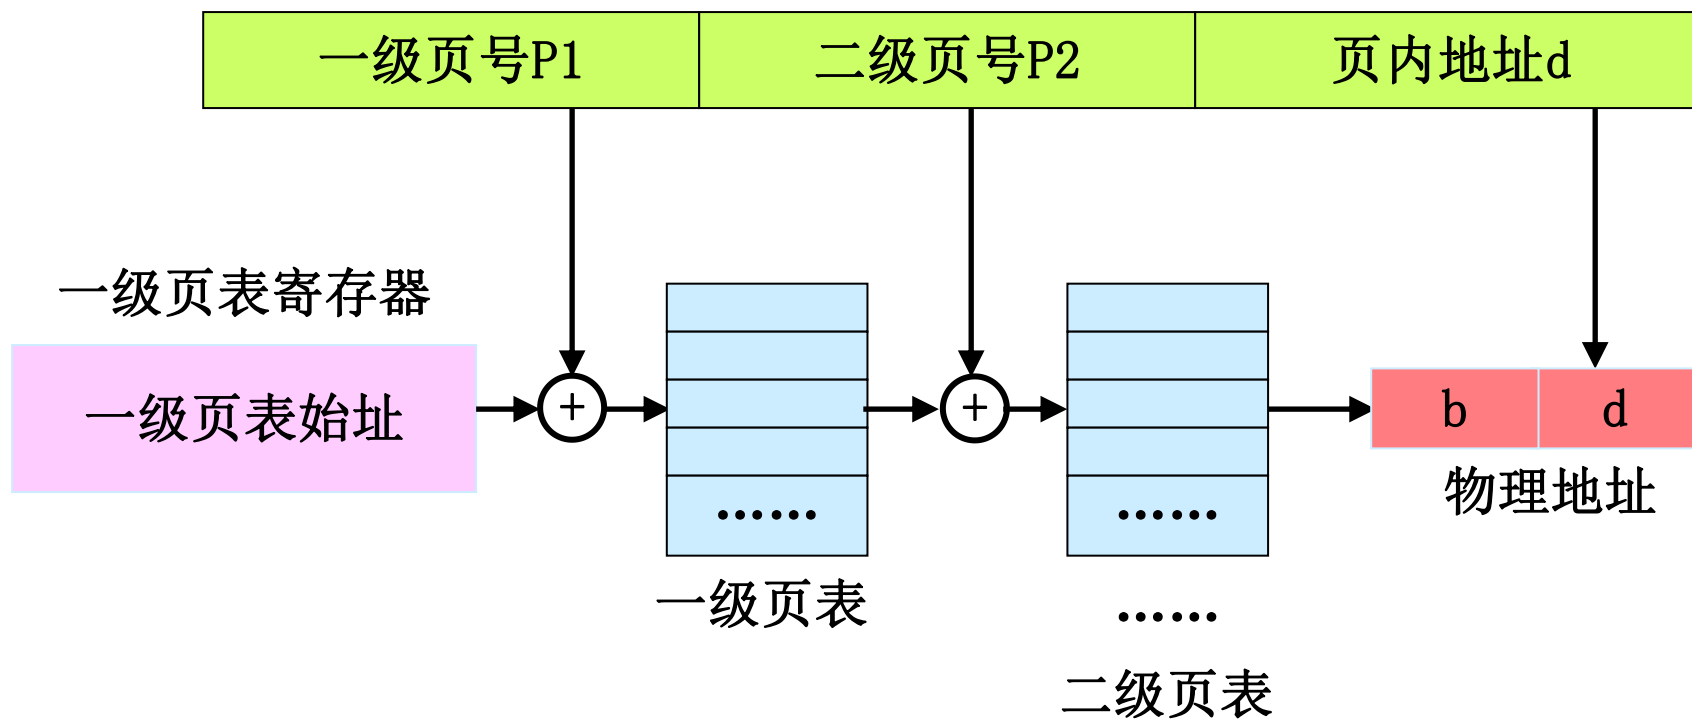 一级页号P1 二级页号P2 页内地址d
一级页表寄存器
一级页表始址
+
+
b d
物理地址
......
......
一级页表
......
二级页表